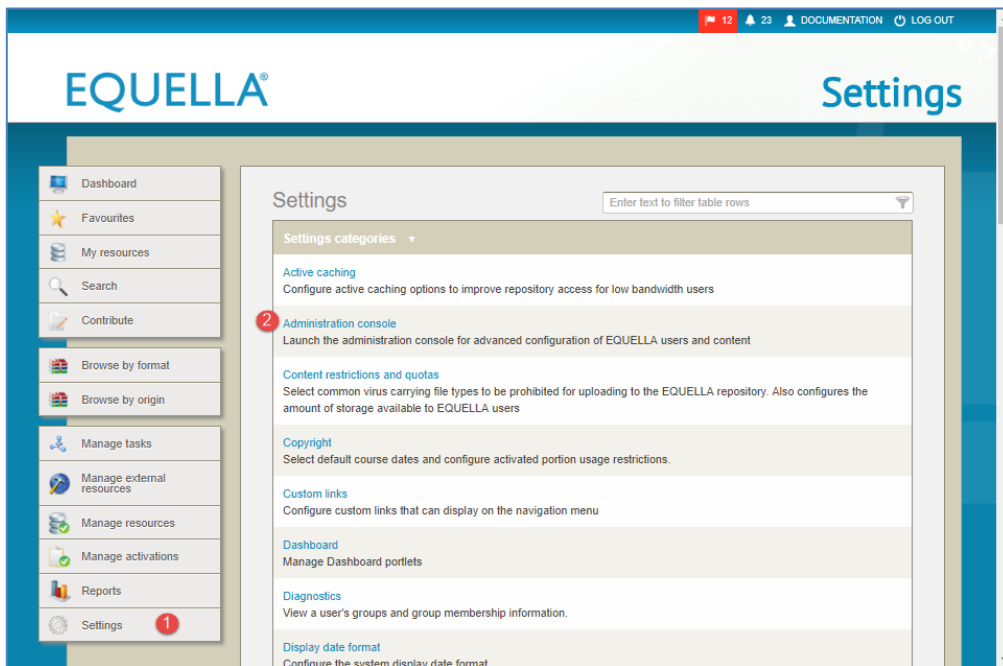 12 23 DOCUMENTATION LOG OUT
EQUELLA®
Settings
Dashboard
Favourites
My resources
Search
Contribute
Browse by format
Browse by origin
Manage tasks
Manage external
resources
Manage resources
Manage activations
Reports
Settings 1
Settings
Enter text to filter table rows
Settings categories
Active caching
Configure active caching options to improve repository access for low bandwidth users
2 Administration console
Launch the administration console for advanced configuration of EQUELLA users and content
Content restrictions and quotas
Select common virus carrying file types to be prohibited for uploading to the EQUELLA repository. Also configures the
amount of storage available to EQUELLA users
Copyright
Select default course dates and configure activated portion usage restrictions.
Custom links
Configure custom links that can display on the navigation menu
Dashboard
Manage Dashboard portlets
Diagnostics
View a user's groups and group membership information.
Display date format
Configure the system display date format